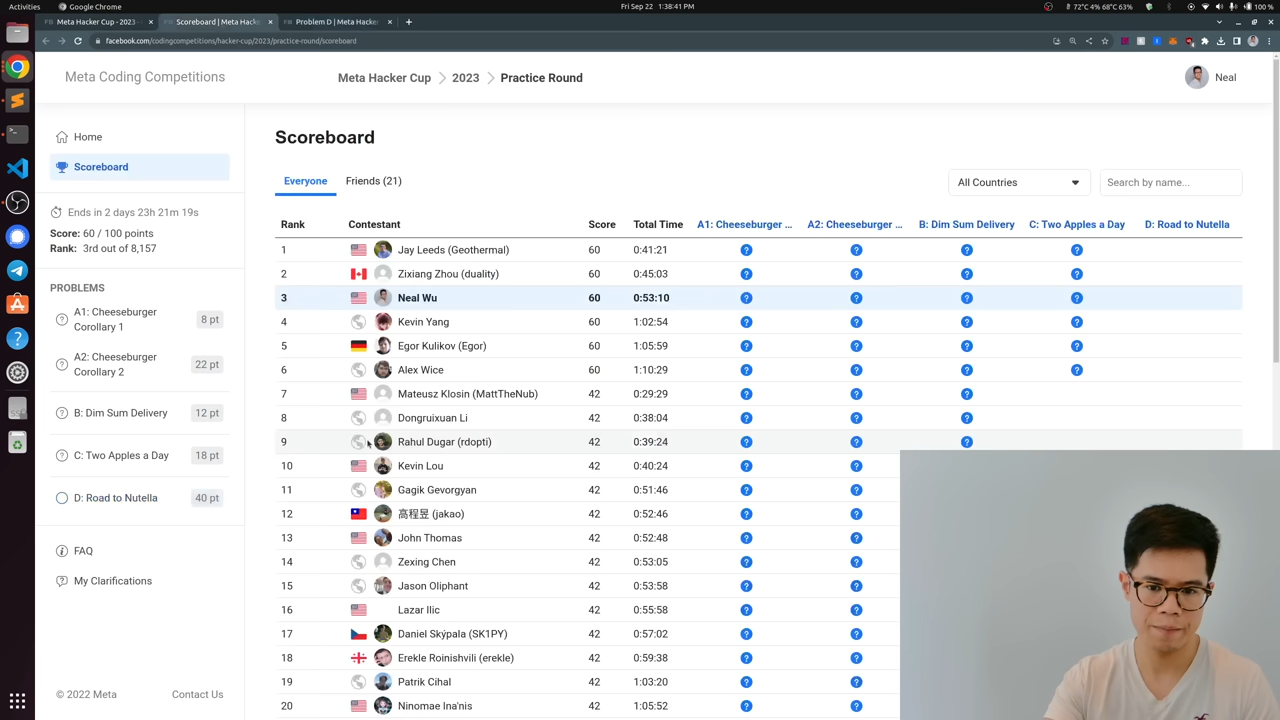 Activities Google Chrome Fri Sep 22 1:38:41 PM 72°C 4% 68°C 63% 100 %
Meta Hacker Cup - 2023 - Scoreboard | Meta Hacke Problem D | Meta Hacker
facebook.com/codingcompetitions/hacker-cup/2023/practice-round/scoreboard
Meta Coding Competitions Meta Hacker Cup 2023 Practice Round Neal
Home
Scoreboard
Ends in 2 days 23h 21m 19s
Score: 60 / 100 points
Rank: 3rd out of 8,157
PROBLEMS
A1: Cheeseburger Corollary 1 8 pt
A2: Cheeseburger Corollary 2 22 pt
B: Dim Sum Delivery 12 pt
C: Two Apples a Day 18 pt
D: Road to Nutella 40 pt
FAQ
My Clarifications
© 2022 Meta Contact Us
Scoreboard
Everyone Friends (21) All Countries Search by name...
Rank Contestant Score Total Time A1: Cheeseburger ... A2: Cheeseburger ... B: Dim Sum Delivery C: Two Apples a Day D: Road to Nutella
1 Jay Leeds (Geothermal) 60 0:41:21
2 Zixiang Zhou (duality) 60 0:45:03
3 Neal Wu 60 0:53:10
4 Kevin Yang 60 1:02:54
5 Egor Kulikov (Egor) 60 1:05:59
6 Alex Wice 60 1:10:29
7 Mateusz Klosin (MattTheNub) 42 0:29:29
8 Dongruixuan Li 42 0:38:04
9 Rahul Dugar (rdopti) 42 0:39:24
10 Kevin Lou 42 0:40:24
11 Gagik Gevorgyan 42 0:51:46
12 高程昱 (jakao) 42 0:52:46
13 John Thomas 42 0:52:48
14 Zexing Chen 42 0:53:05
15 Jason Oliphant 42 0:53:58
16 Lazar Ilic 42 0:55:58
17 Daniel Skýpala (SK1PY) 42 0:57:02
18 Erekle Roinishvili (erekle) 42 0:59:38
19 Patrik Cihal 42 1:03:20
20 Ninomae Ina'nis 42 1:05:52